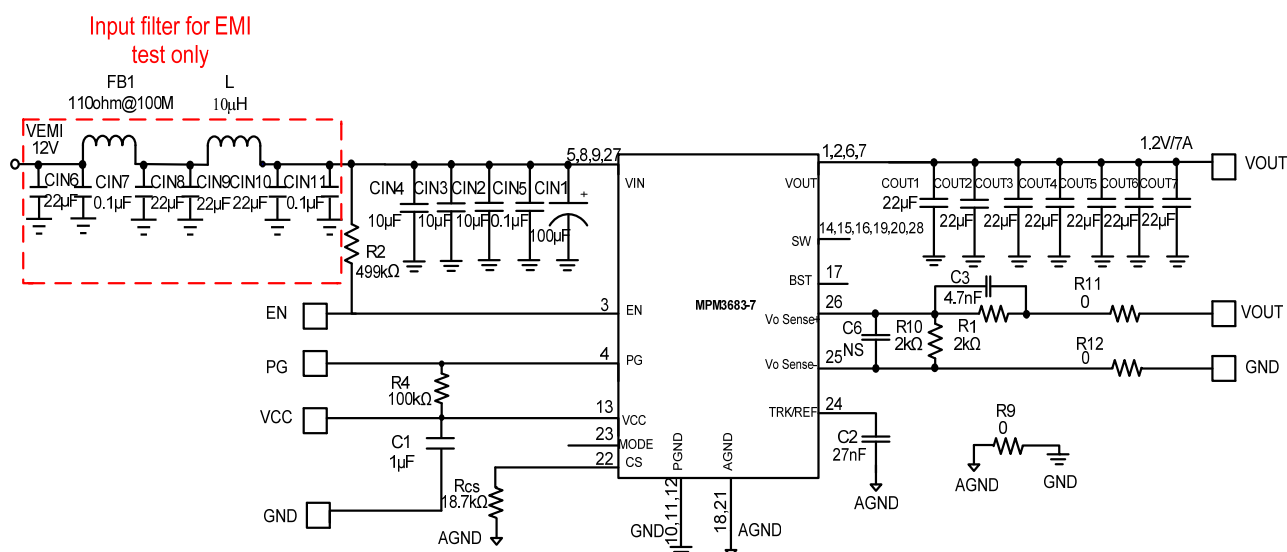 Input filter for EMI
test only
FB1
110ohm@100M
L
10µH
VEMI
12V
CIN6
22µF
CIN7
0.1µF
CIN8
22µF
CIN9
22µF
CIN10
22µF
CIN11
0.1µF
R2
499kΩ
CIN4
10µF
CIN3
10µF
CIN2
10µF
CIN5
0.1µF
CIN1
+
100µF
5,8,9,27
VIN
1,2,6,7
VOUT
1.2V/7A
VOUT
COUT1
22µF
COUT2
22µF
COUT3
22µF
COUT4
22µF
COUT5
22µF
COUT6
22µF
COUT7
22µF
SW
14,15,16,19,20,28
BST
17
MPM3683-7
EN
3
EN
26
Vo Sense+
C6
NS
R10
2kΩ
C3
4.7nF
R1
2kΩ
R11
0
VOUT
PG
4
PG
25
Vo Sense-
R12
0
GND
R4
100kΩ
VCC
13
VCC
C1
1µF
23
MODE
22
CS
RCS
18.7kΩ
AGND
GND
TRK/REF
24
C2
27nF
AGND
R9
0
AGND
GND
PGND
AGND
GND
10,11,12
18,21
AGND